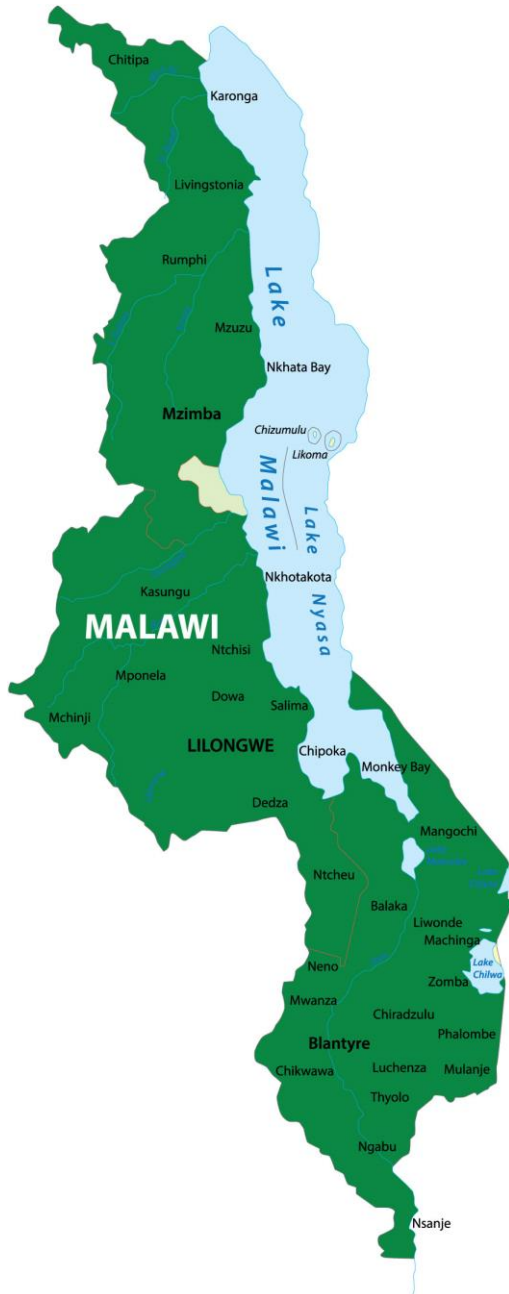 Chitipa
Karonga
Livingstonia
Rumphi
Mzuzu
Lake
Malawi
Nkhata Bay
Mzimba
Chizumulu
Likoma
Lake
Nyasa
Nkhotakota
Kasungu
MALAWI
Ntchisi
Mponela
Dowa
Salima
Mchinji
LILONGWE
Chipoka
Monkey Bay
Dedza
Mangochi
Ntcheu
Balaka
Liwonde
Machinga
Lake
Chilwa
Neno
Zomba
Mwanza
Chiradzulu
Phalombe
Blantyre
Chikwawa
Luchenza
Mulanje
Thyolo
Ngabu
Nsanje